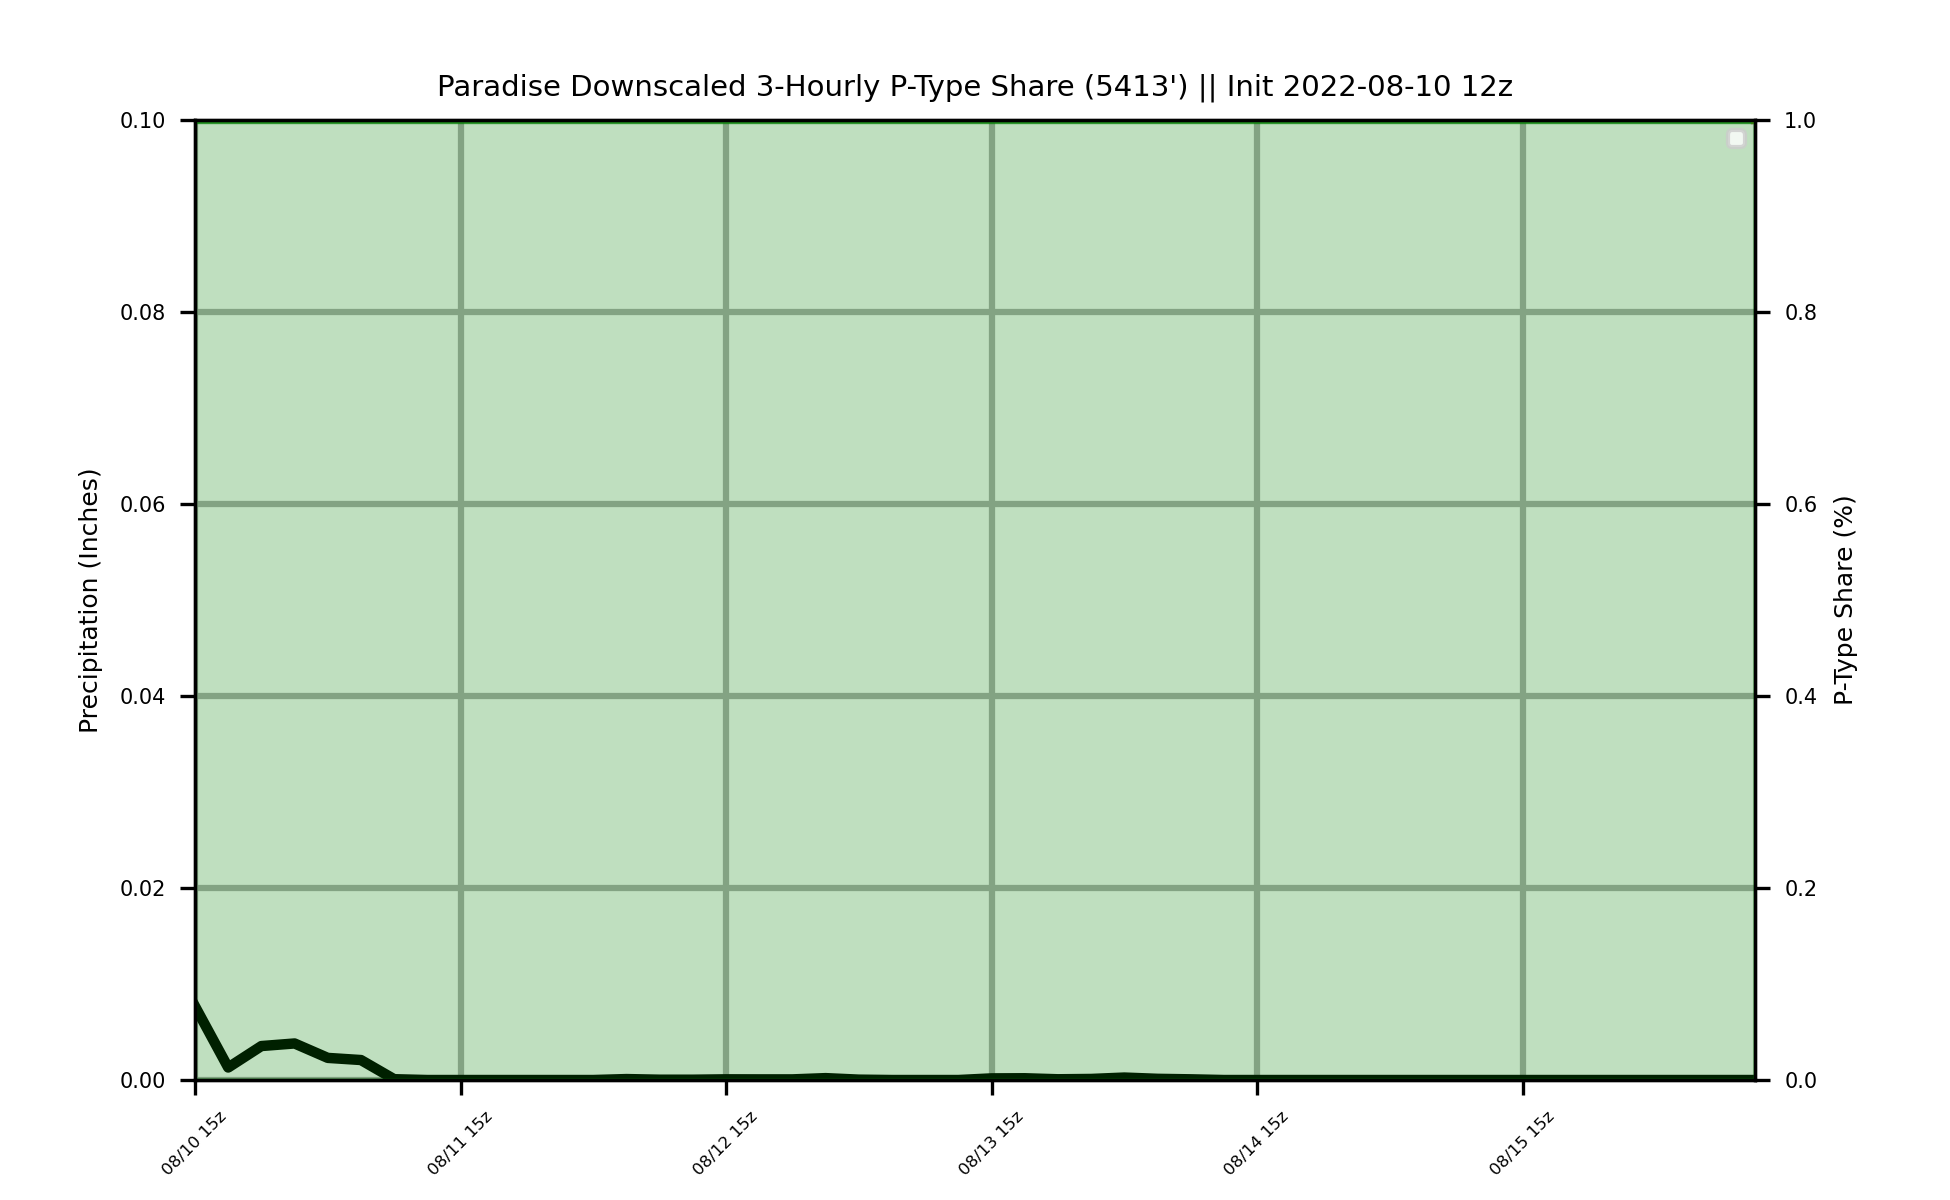 Paradise Downscaled 3-Hourly P-Type Share (5413') || Init 2022-08-10 12z
Precipitation (Inches)
0.10
0.08
0.06
0.04
0.02
0.00
1.0
0.8
0.6
0.4
0.2
0.0
P-Type Share (%)
08/10 15z
08/11 15z
08/12 15z
08/13 15z
08/14 15z
08/15 15z